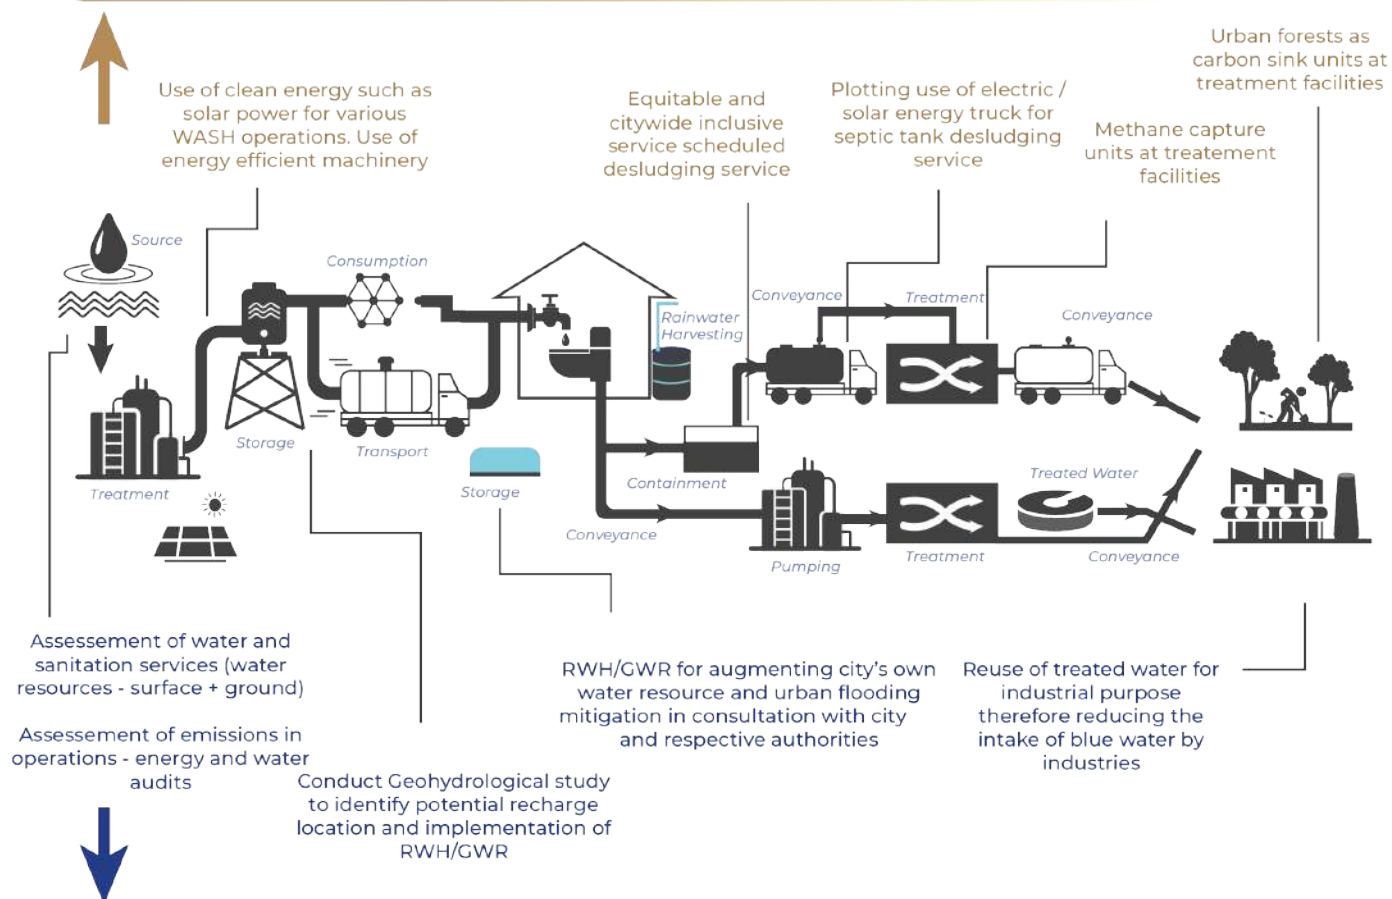 Urban forests as
carbon sink units at
treatment facilities
Use of clean energy such as
solar power for various
WASH operations. Use of
energy efficient machinery
Equitable and
citywide inclusive
service scheduled
desludging service
Plotting use of electric /
solar energy truck for
septic tank desludging
service
Methane capture
units at treatement
facilities
Source
Consumption
Conveyance
Treatment
Conveyance
Rainwater
Harvesting
Storage
Transport
Treatment
Storage
Containment
Treated Water
Conveyance
Pumping
Treatment
Conveyance
Assessement of water and
sanitation services (water
resources - surface + ground)
Assessement of emissions in
operations - energy and water
audits
Conduct Geohydrological study
to identify potential recharge
location and implementation of
RWH/GWR
RWH/GWR for augmenting city's own
water resource and urban flooding
mitigation in consultation with city
and respective authorities
Reuse of treated water for
industrial purpose
therefore reducing the
intake of blue water by
industries